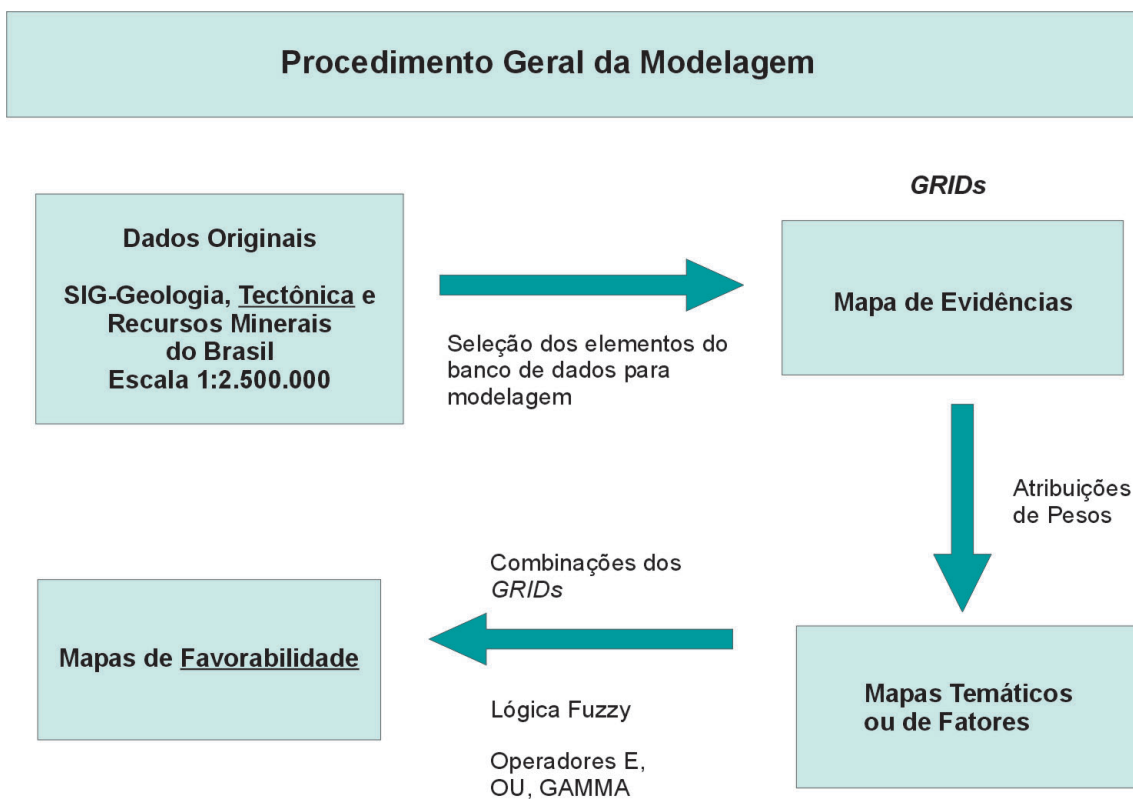 Procedimento Geral da Modelagem
Dados Originais
SIG-Geologia, Tectônica e
Recursos Minerais
do Brasil
Escala 1:2.500.000
Seleção dos elementos do
banco de dados para
modelagem
GRIDs
Mapa de Evidências
Atribuições
de Pesos
Mapas Temáticos
ou de Fatores
Combinações dos
GRIDs
Lógica Fuzzy
Operadores E,
OU, GAMMA
Mapas de Favorabilidade